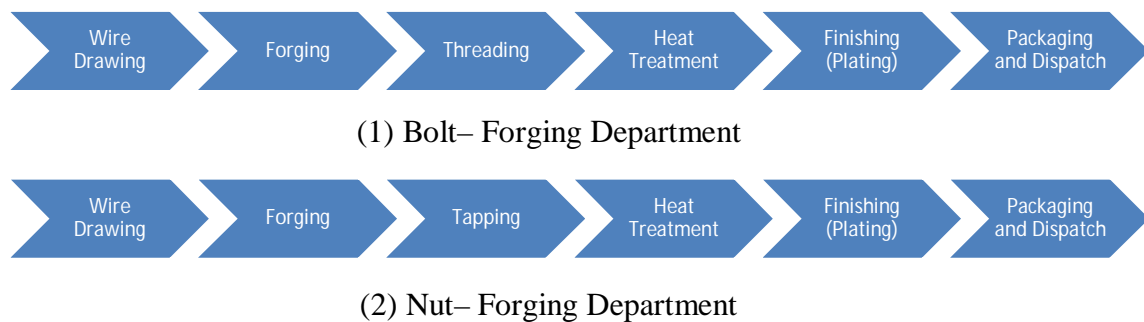 Wire
Drawing
Forging
Threading
Heat
Treatment
Finishing
(Plating)
Packaging
and Dispatch
(1) Bolt– Forging Department
Wire
Drawing
Forging
Tapping
Heat
Treatment
Finishing
(Plating)
Packaging
and Dispatch
(2) Nut– Forging Department